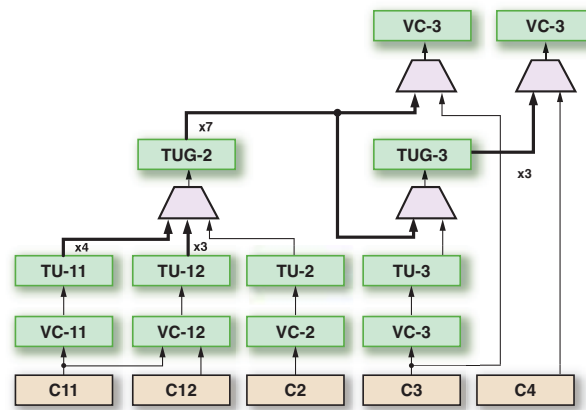 VC-3 VC-3
x7
TUG-2 TUG-3
x3
x4 x3
TU-11 TU-12 TU-2 TU-3
VC-11 VC-12 VC-2 VC-3
C11 C12 C2 C3 C4